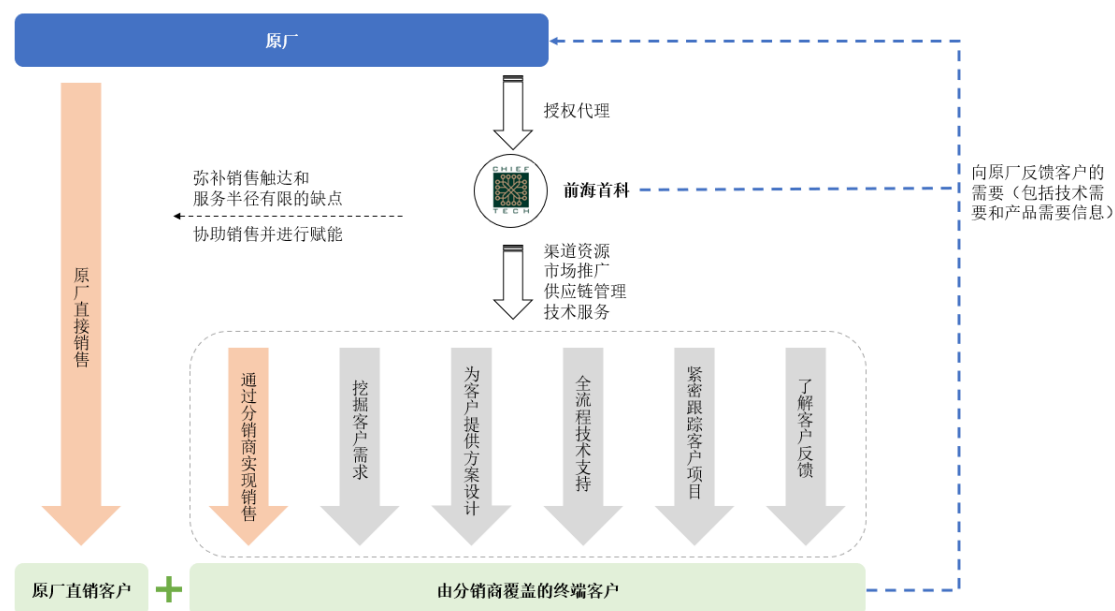 原厂
授权代理
CHIEF
TECH
前海首科
向原厂反馈客户的
需要（包括技术需
要和产品需要信息）
弥补销售触达和
服务半径有限的缺点
协助销售并进行赋能
渠道资源
市场推广
供应链管理
技术服务
原厂直接销售
通过分销商实现销售
挖掘客户需求
为客户提供方案设计
全流程技术支持
紧密跟踪客户项目
了解客户反馈
原厂直销客户
由分销商覆盖的终端客户